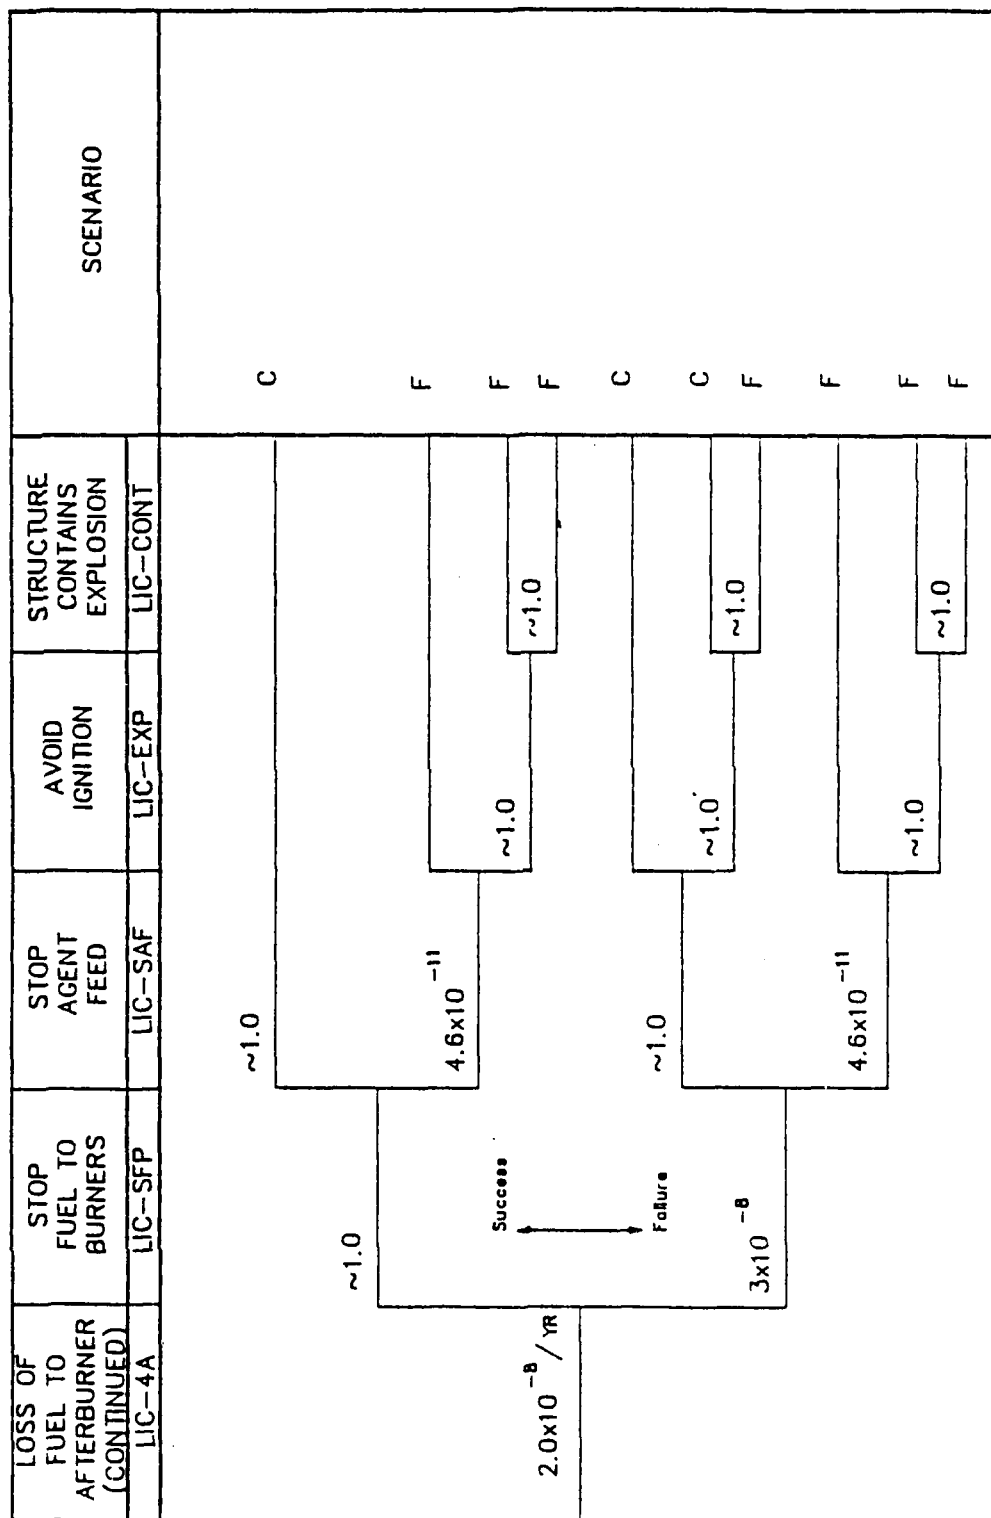 LOSS OF
FUEL TO
AFTERBURNER
(CONTINUED)
LIC-4A
STOP
FUEL TO
BURNERS
LIC-SFP
STOP
AGENT
FEED
LIC-SAF
AVOID
IGNITION
LIC-EXP
STRUCTURE
CONTAINS
EXPLOSION
LIC-CONT
SCENARIO
2.0x10⁻⁸/YR
~1.0
Success
Failure
3x10⁻⁸
~1.0
4.6x10⁻¹¹
~1.0
4.6x10⁻¹¹
~1.0
~1.0
~1.0
~1.0
~1.0
~1.0
C
F
F
F
C
C
F
F
F
F